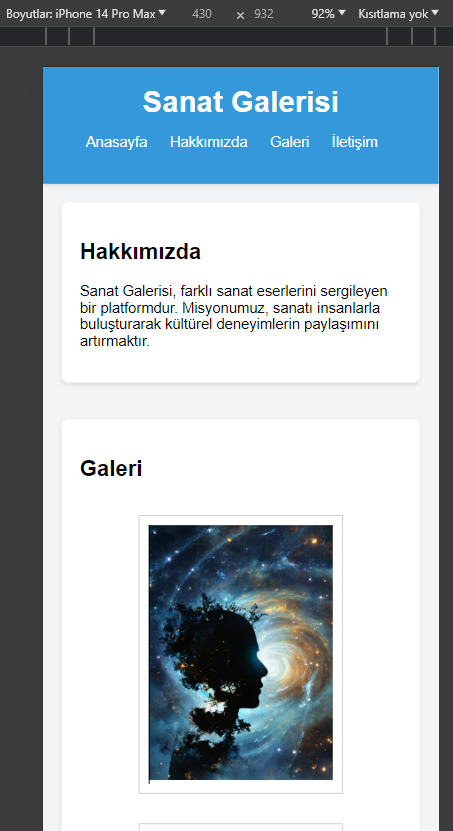 Boyutlar: iPhone 14 Pro Max 430 × 932 92% Kısıtlama yok
Sanat Galerisi
Anasayfa Hakkımızda Galeri İletişim
Hakkımızda
Sanat Galerisi, farklı sanat eserlerini sergileyen
bir platformdur. Misyonumuz, sanatı insanlarla
buluşturarak kültürel deneyimlerin paylaşımını
artırmaktır.
Galeri